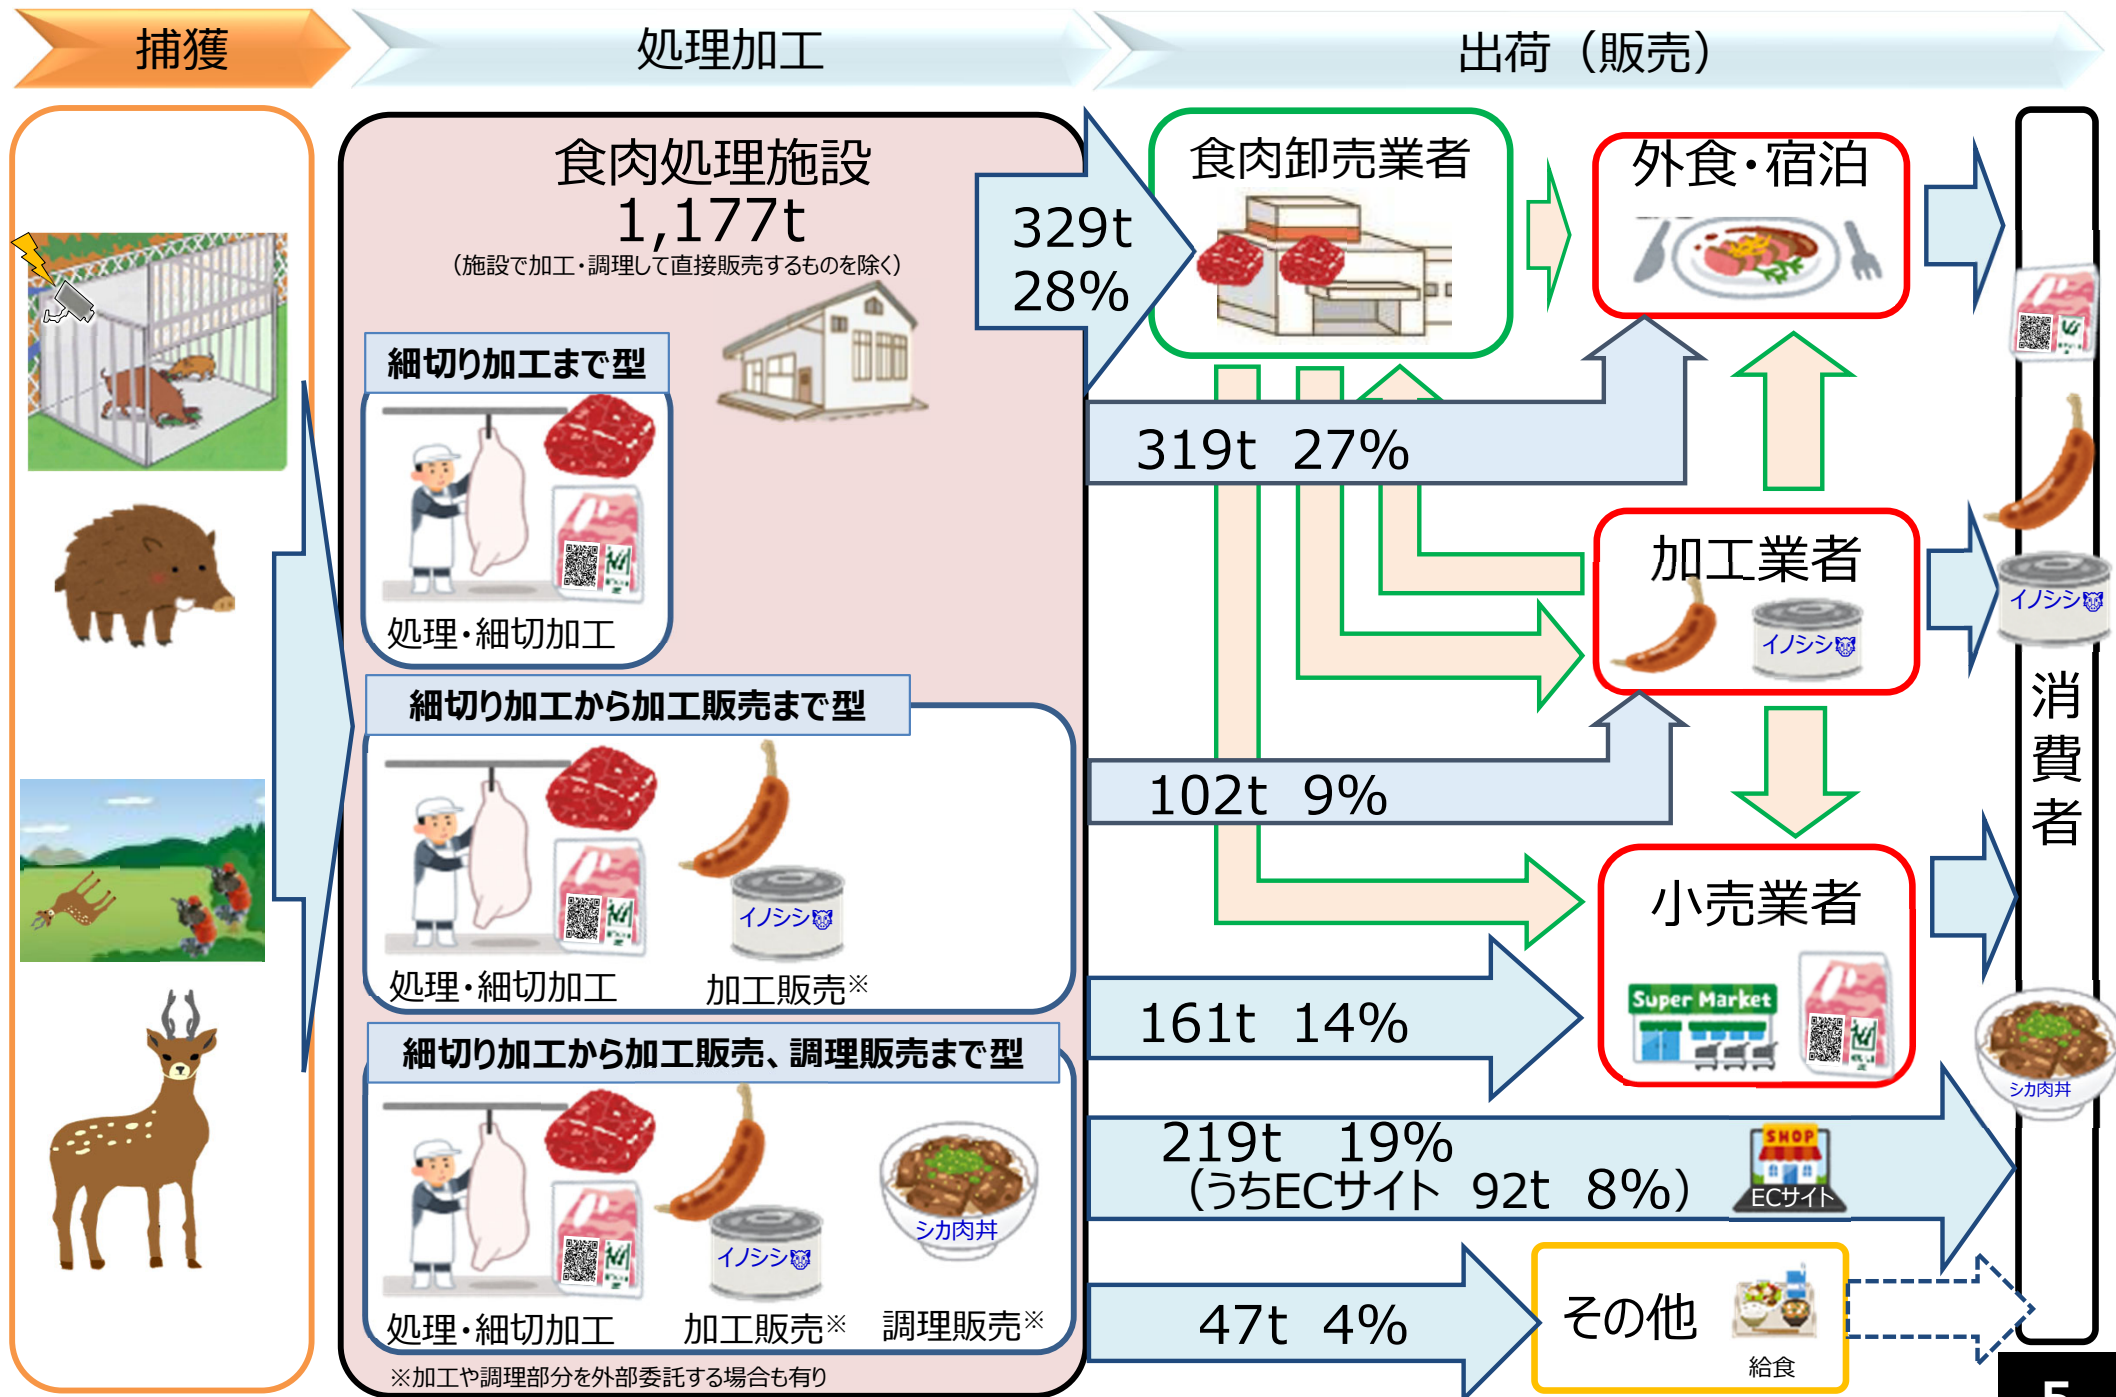 捕獲
処理加工
出荷（販売）
食肉処理施設
1,177t
（施設で加工・調理して直接販売するものを除く）
細切り加工まで型
処理・細切加工
細切り加工から加工販売まで型
イノシシ
処理・細切加工
加工販売※
細切り加工から加工販売、調理販売まで型
イノシシ
シカ肉丼
処理・細切加工
加工販売※
調理販売※
※加工や調理部分を外部委託する場合も有り
329t
28%
食肉卸売業者
外食・宿泊
319t 27%
加工業者
イノシシ
102t 9%
小売業者
Super Market
161t 14%
219t 19%
（うちECサイト 92t 8%）
SHOP
ECサイト
47t 4%
その他
給食
イノシシ
消費者
シカ肉丼
5